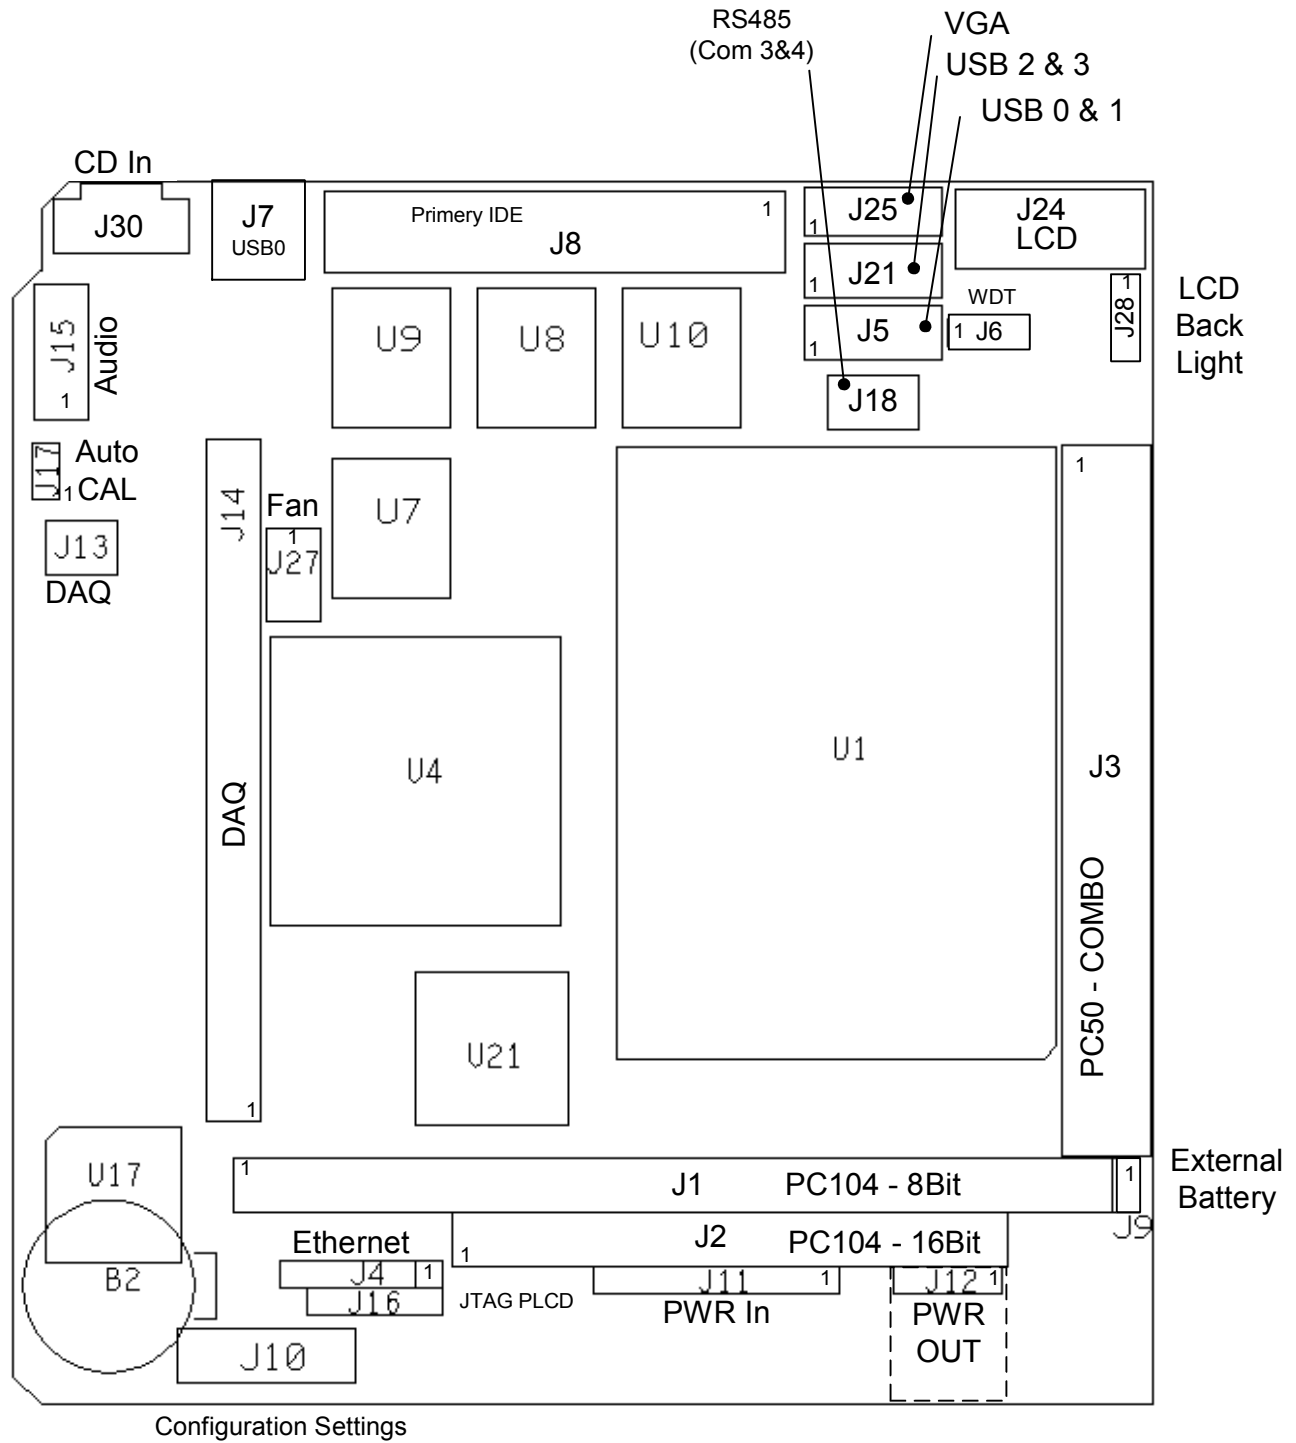 RS485
(Com 3&4)
VGA
USB 2 & 3
USB 0 & 1
CD In
J30
J7
USB0
Primery IDE
1
J8
J25
1
J24
LCD
J21
1
WDT
J5
1
1 J6
1
J28
LCD
Back
Light
J18
J15
1
Audio
U9
U8
U10
J17
1
Auto
CAL
J13
DAQ
J14
DAQ
1
Fan
1
J27
U7
U4
U1
1
J3
PC50 - COMBO
U21
U17
B2
1
J1
PC104 - 8Bit
1
J9
External
Battery
J2
PC104 - 16Bit
1
Ethernet
J4
1
J16
JTAG PLCD
J11
1
PWR In
J12
1
PWR
OUT
J10
Configuration Settings